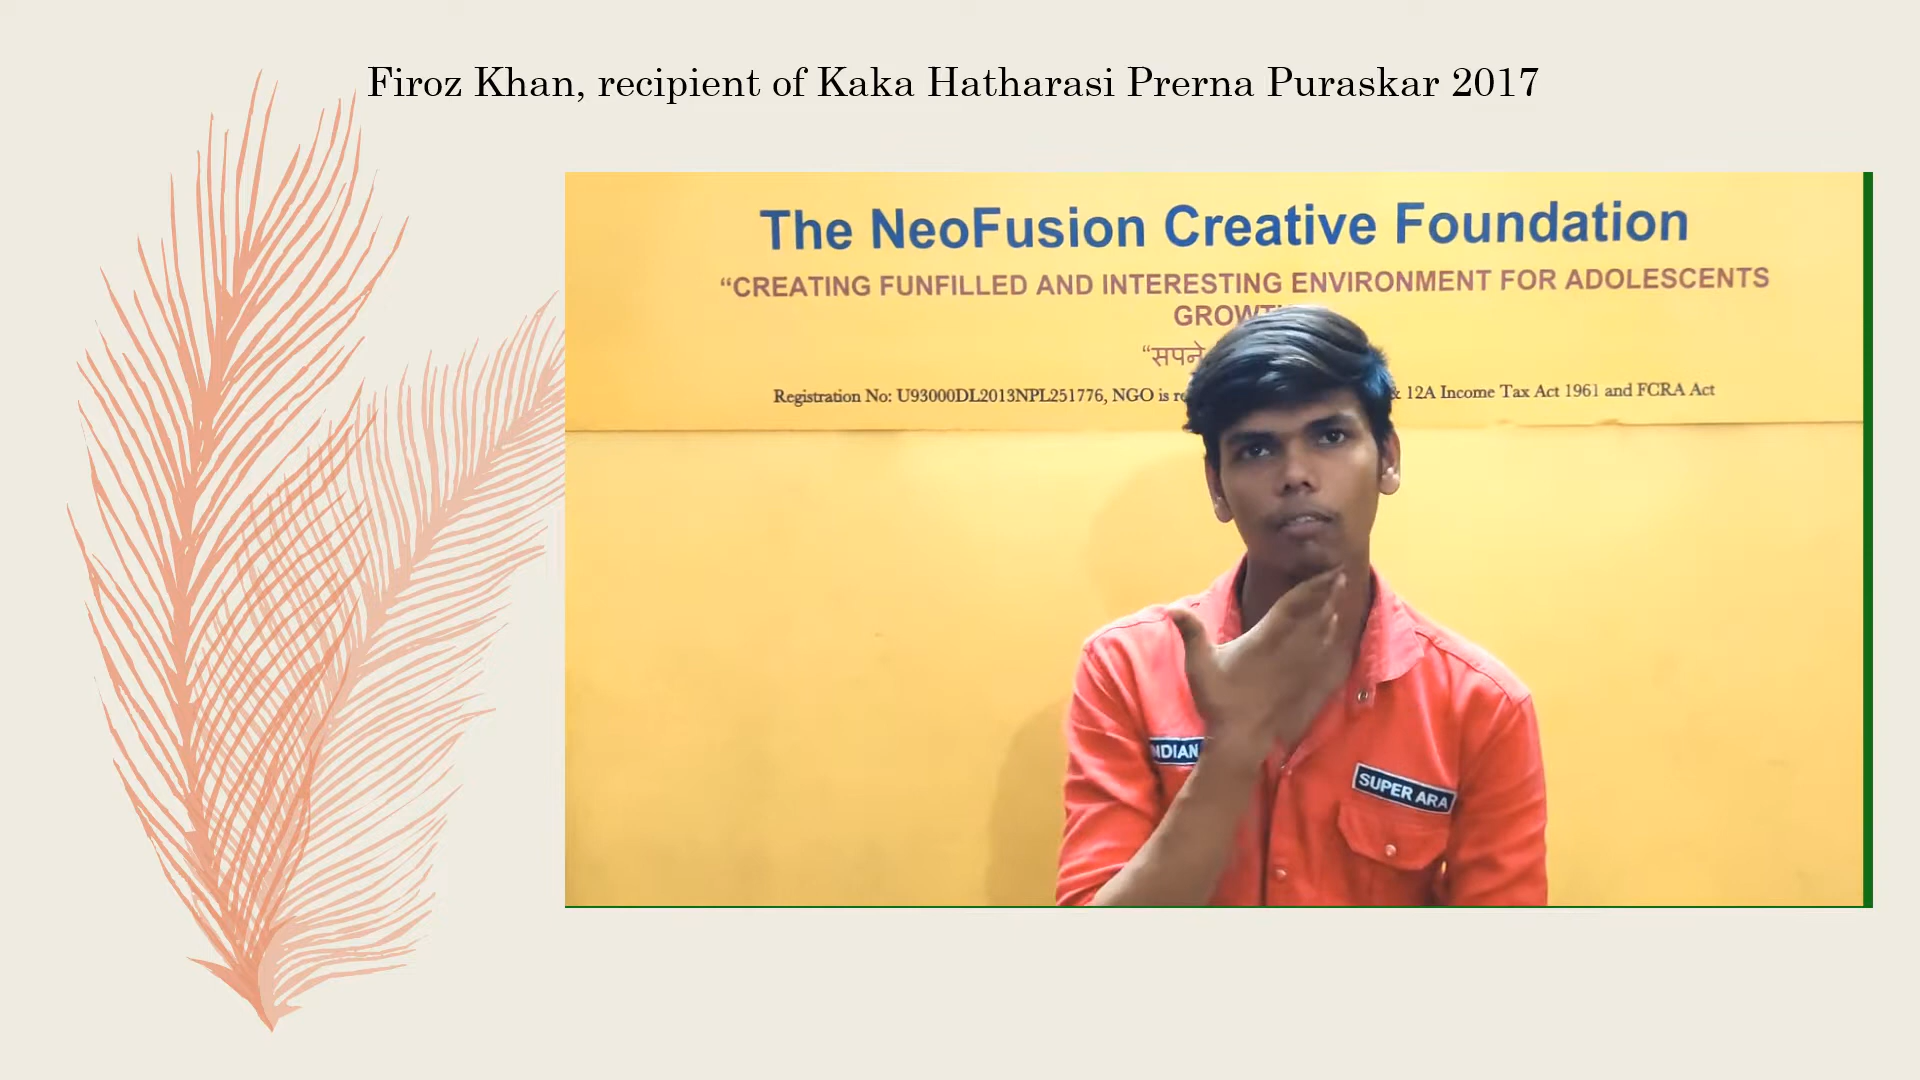 Firoz Khan, recipient of Kaka Hatharasi Prerna Puraskar 2017
The NeoFusion Creative Foundation
“CREATING FUNFILLED AND INTERESTING ENVIRONMENT FOR ADOLESCENTS
“सपने
Registration No: U93000DL2013NPL251776, NGO is & 12A Income Tax Act 1961 and FCRA Act
SUPER ARA